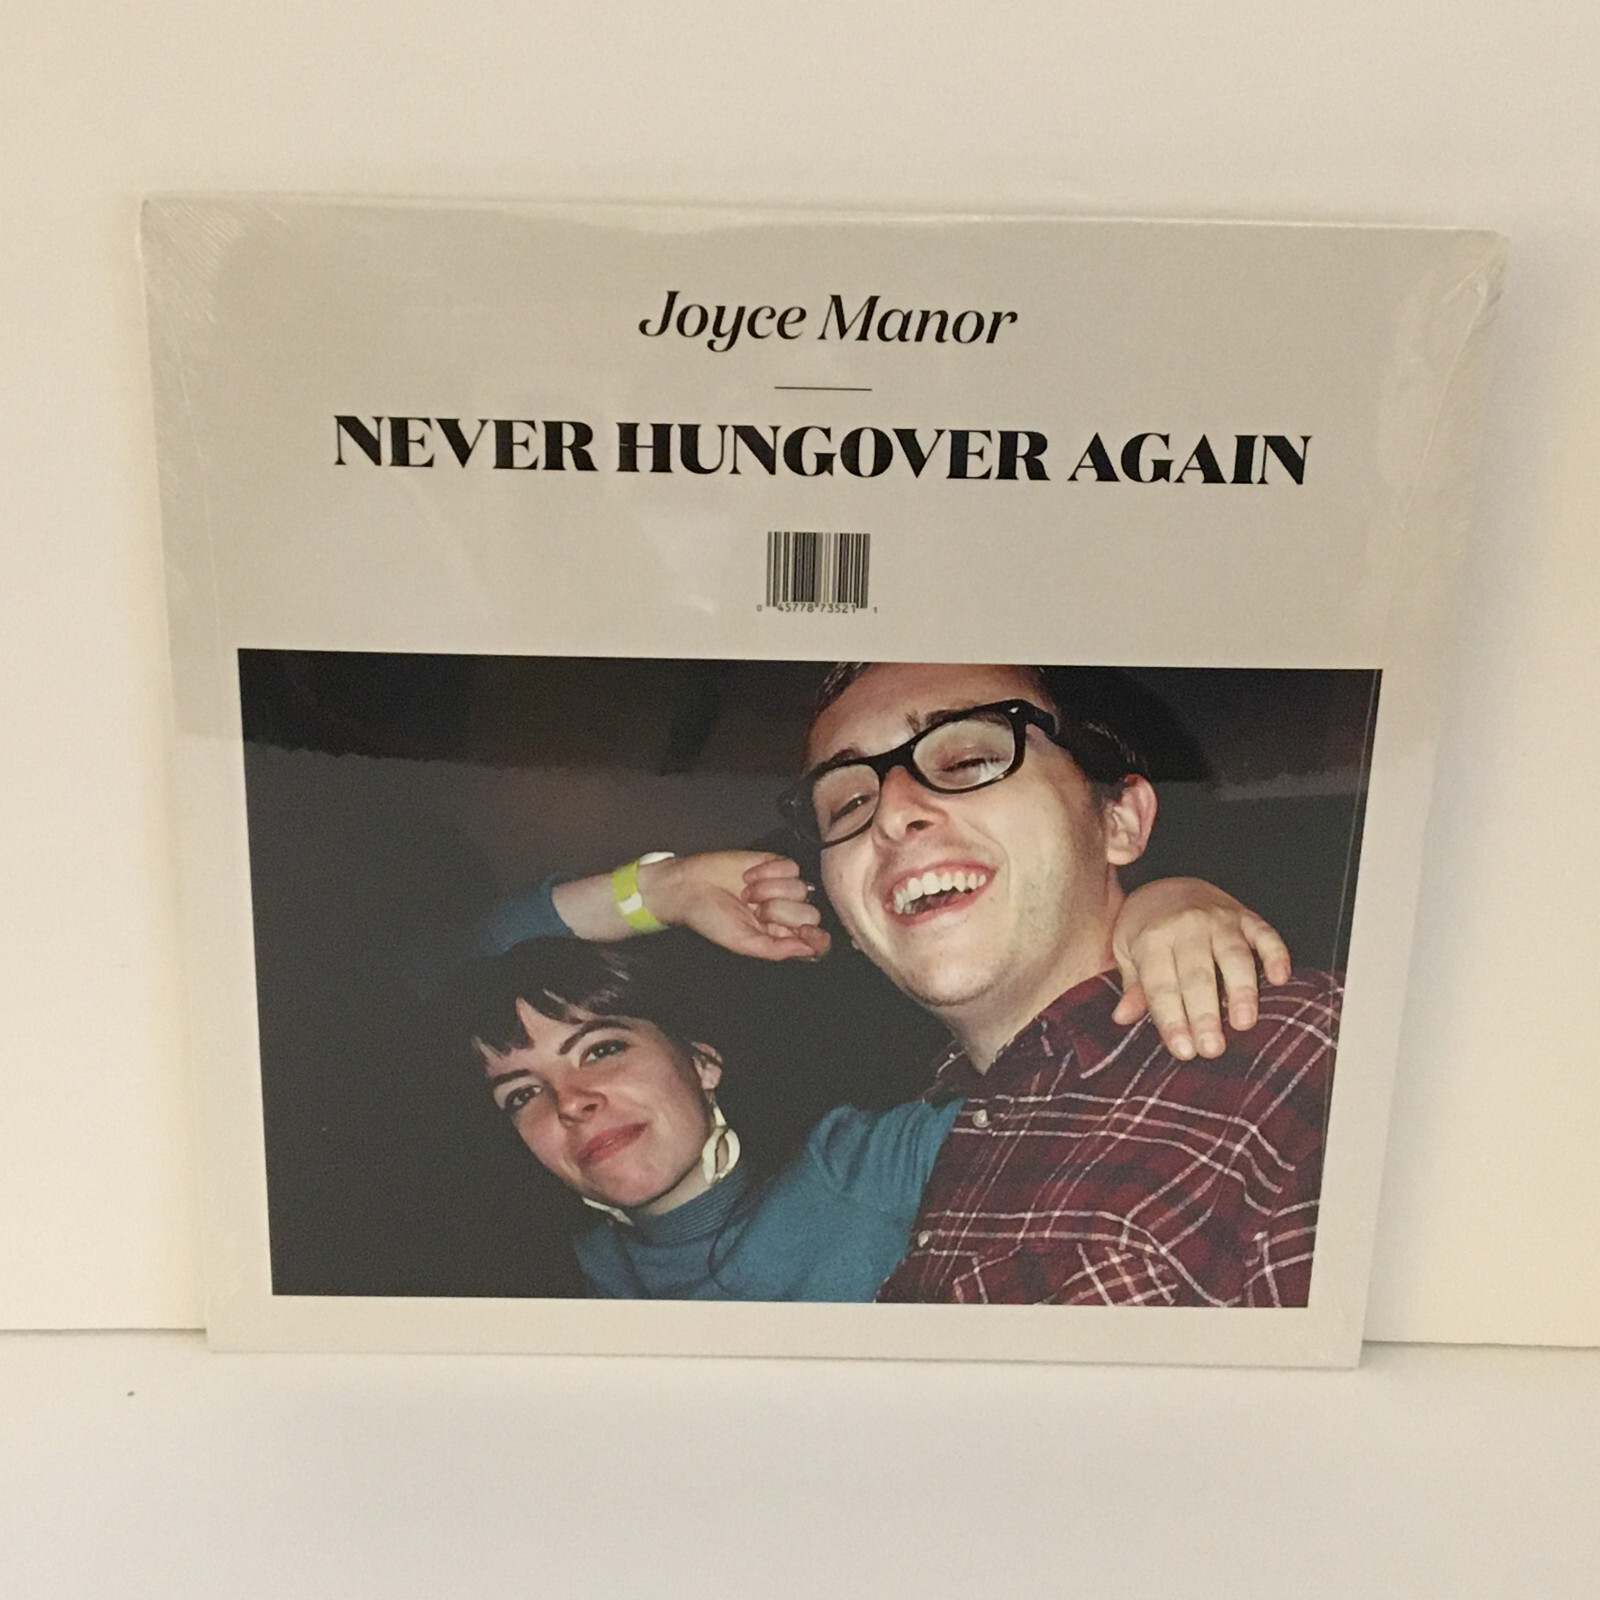 Joyce Manor
NEVER HUNGOVER AGAIN
0 45778 73521 1